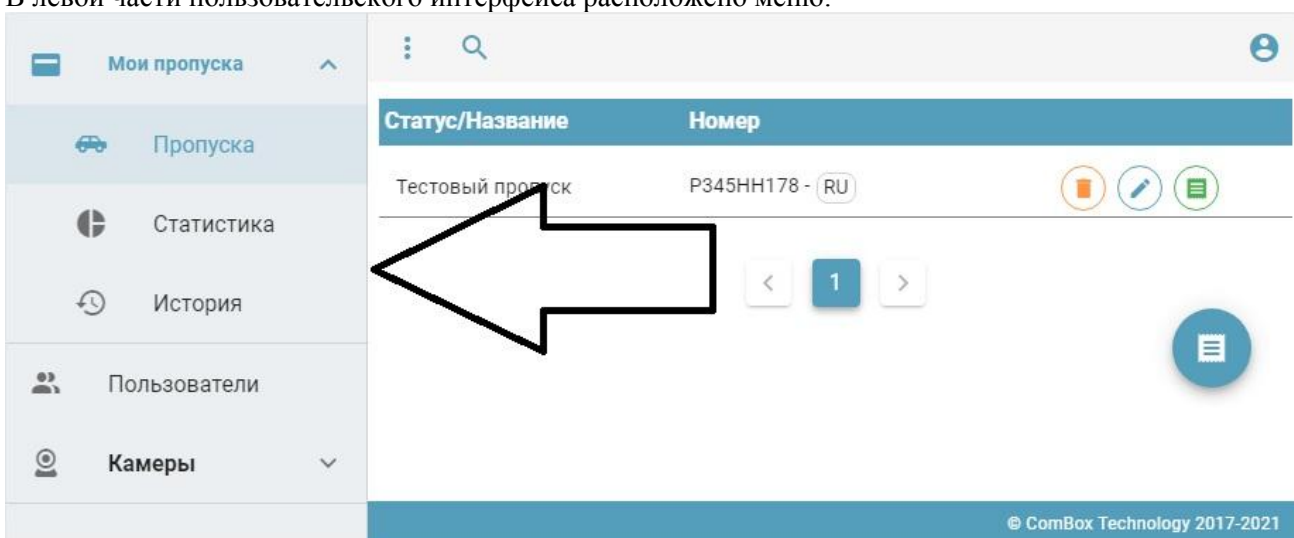 В левой части пользовательского интерфейса расположено меню:
Мои пропуска
Пропуска
Статистика
История
Пользователи
Камеры
Статус/Название Номер
Тестовый пропуск P345HH178 - RU
1
© ComBox Technology 2017-2021